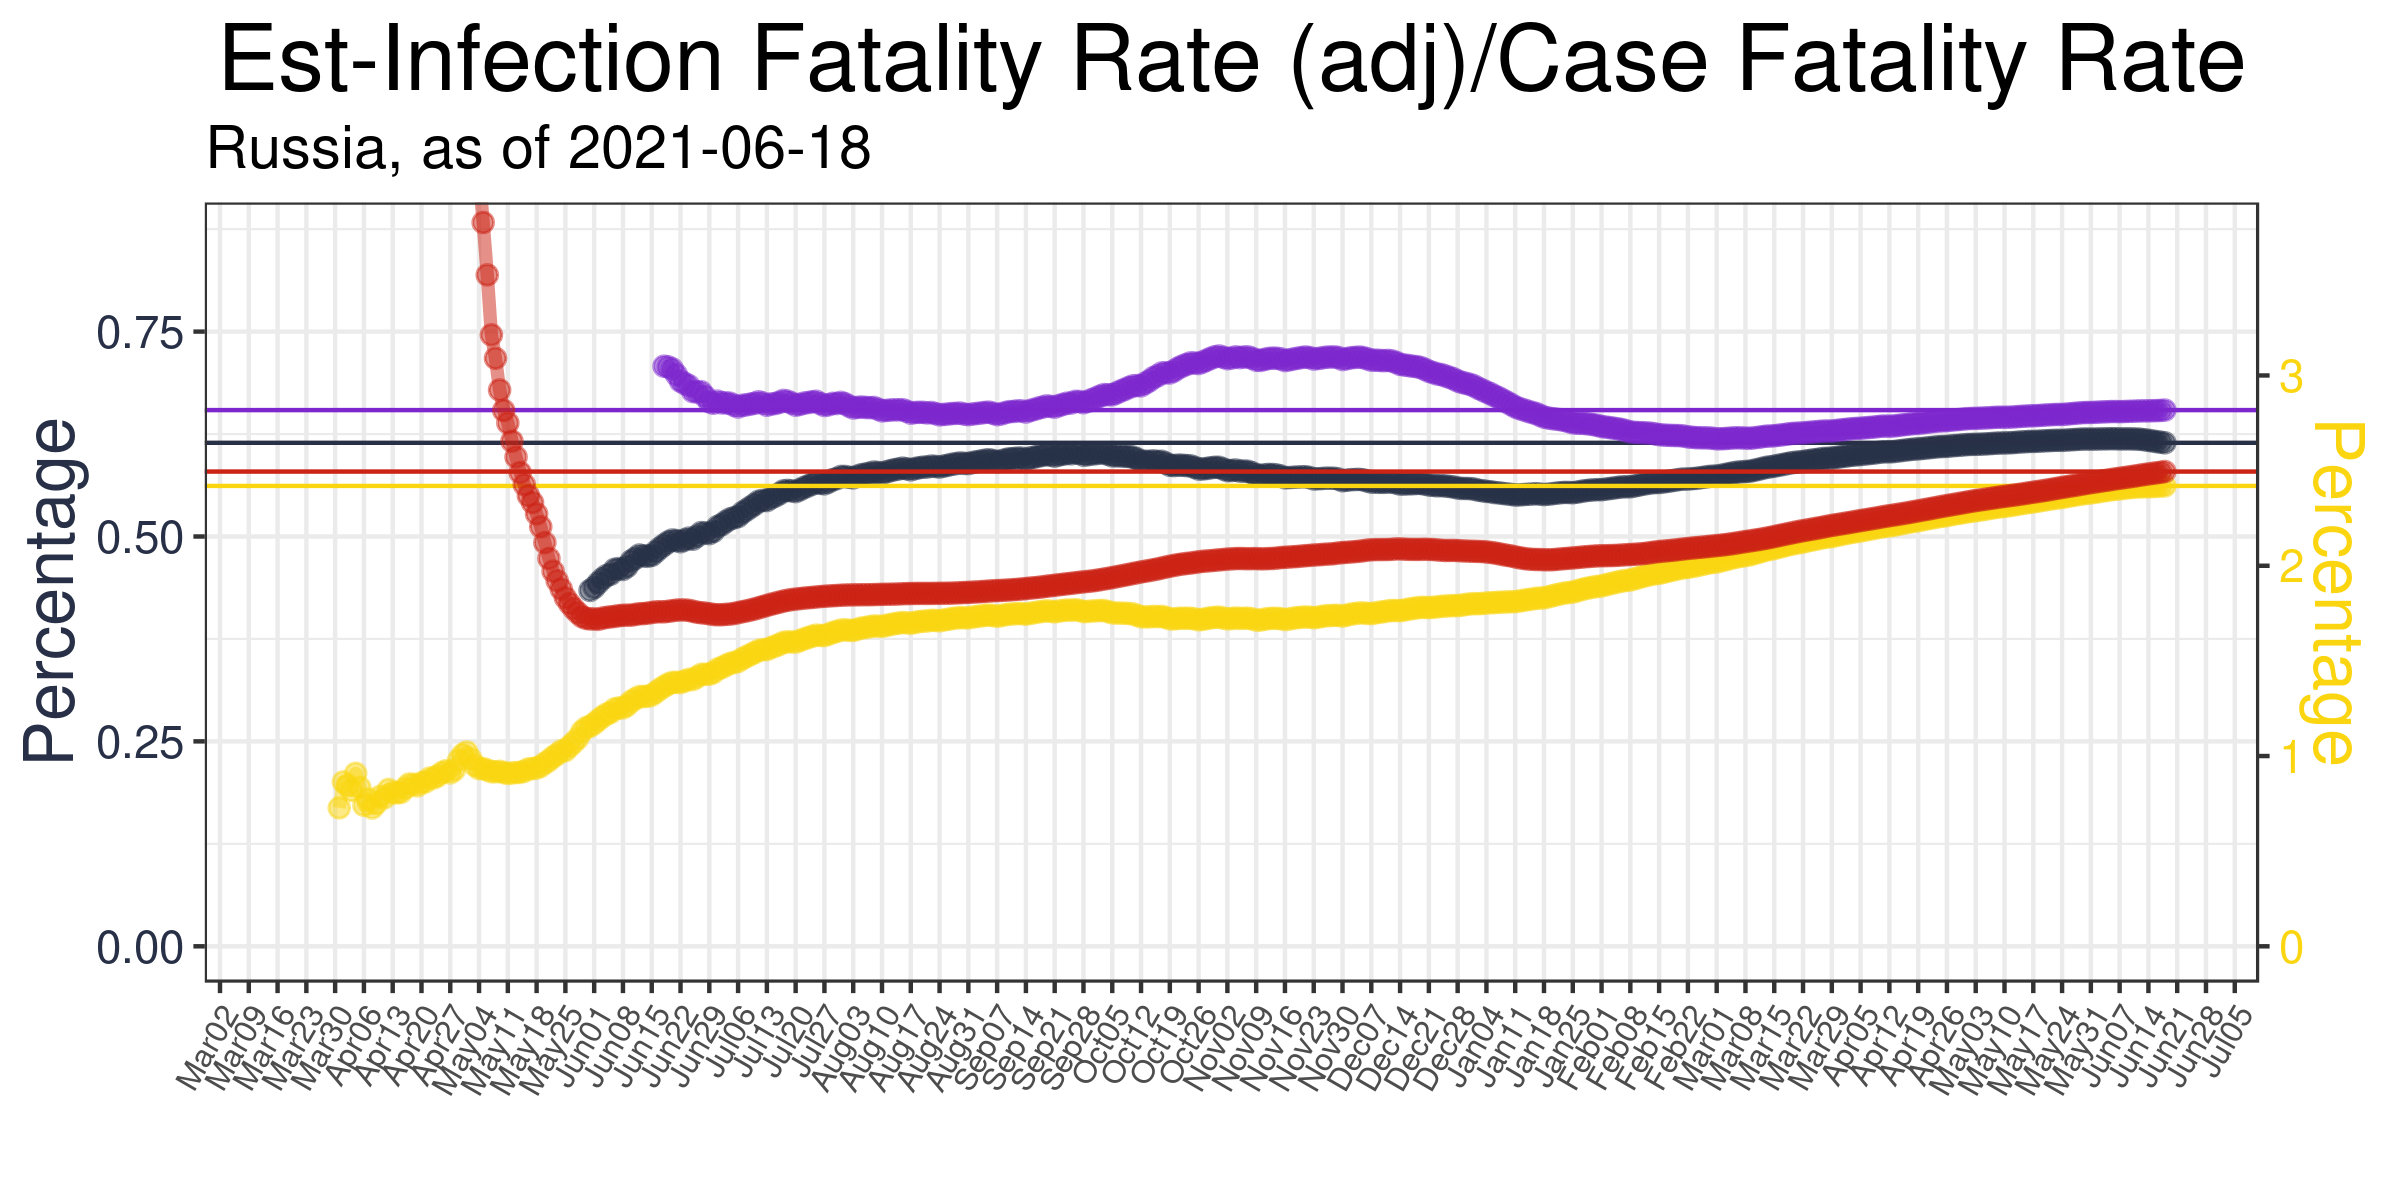 Est-Infection Fatality Rate (adj)/Case Fatality Rate
Russia, as of 2021-06-18
Percentage
0.75
0.50
0.25
0.00
3
2
1
0
Percentage
Mar02
Mar09
Mar16
Mar23
Mar30
Apr06
Apr13
Apr20
Apr27
May04
May11
May18
May25
Jun01
Jun08
Jun15
Jun22
Jun29
Jul06
Jul13
Jul20
Jul27
Aug03
Aug10
Aug17
Aug24
Aug31
Sep07
Sep14
Sep21
Sep28
Oct05
Oct12
Oct19
Oct26
Nov02
Nov09
Nov16
Nov23
Nov30
Dec07
Dec14
Dec21
Dec28
Jan04
Jan11
Jan18
Jan25
Feb01
Feb08
Feb15
Feb22
Mar01
Mar08
Mar15
Mar22
Mar29
Apr05
Apr12
Apr19
Apr26
May03
May10
May17
May24
May31
Jun07
Jun14
Jun21
Jun28
Jul05